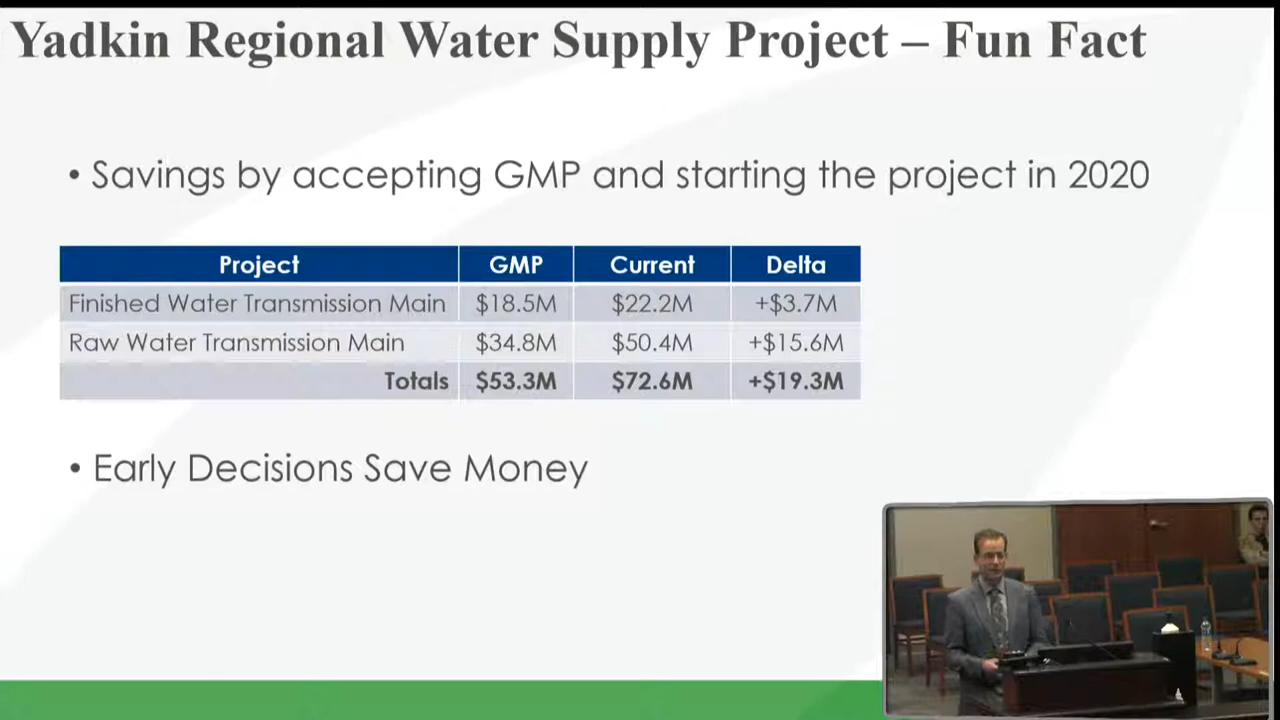 Yadkin Regional Water Supply Project – Fun Fact
• Savings by accepting GMP and starting the project in 2020
Project GMP Current Delta
Finished Water Transmission Main $18.5M $22.2M +$3.7M
Raw Water Transmission Main $34.8M $50.4M +$15.6M
Totals $53.3M $72.6M +$19.3M
• Early Decisions Save Money